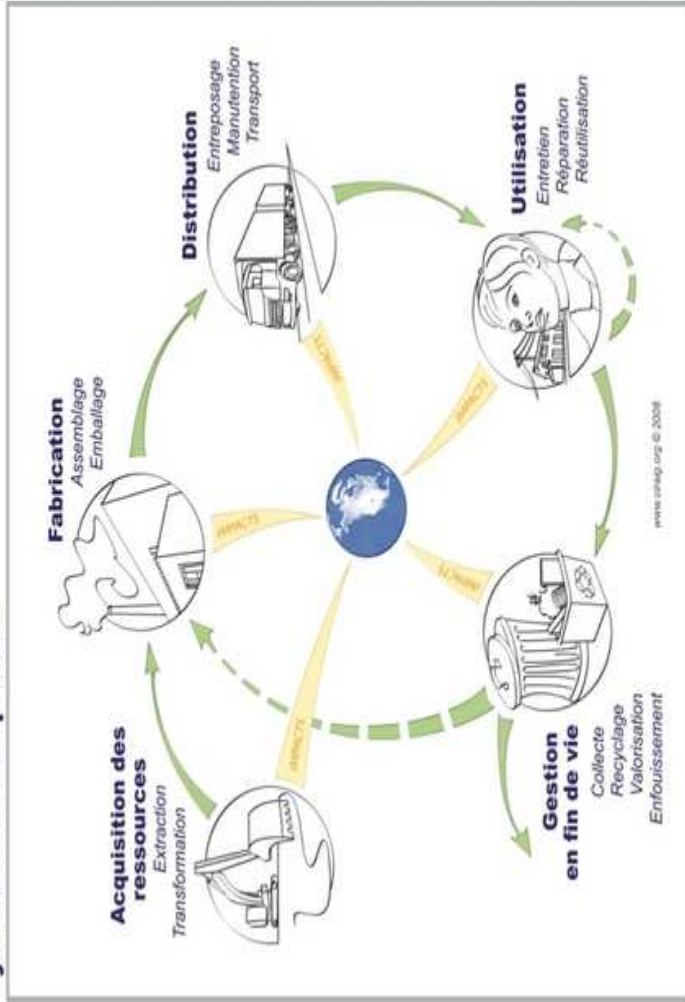 Fabrication
Assemblage
Emballage
Distribution
Entreposage
Manutention
Transport
Utilisation
Entretien
Réparation
Réutilisation
Gestion
en fin de vie
Collecte
Recyclage
Valorisation
Enfouissement
Acquisition des
ressources
Extraction
Transformation
IMPACTS
IMPACTS
IMPACTS
IMPACTS
IMPACTS
www.ciraig.org © 2008